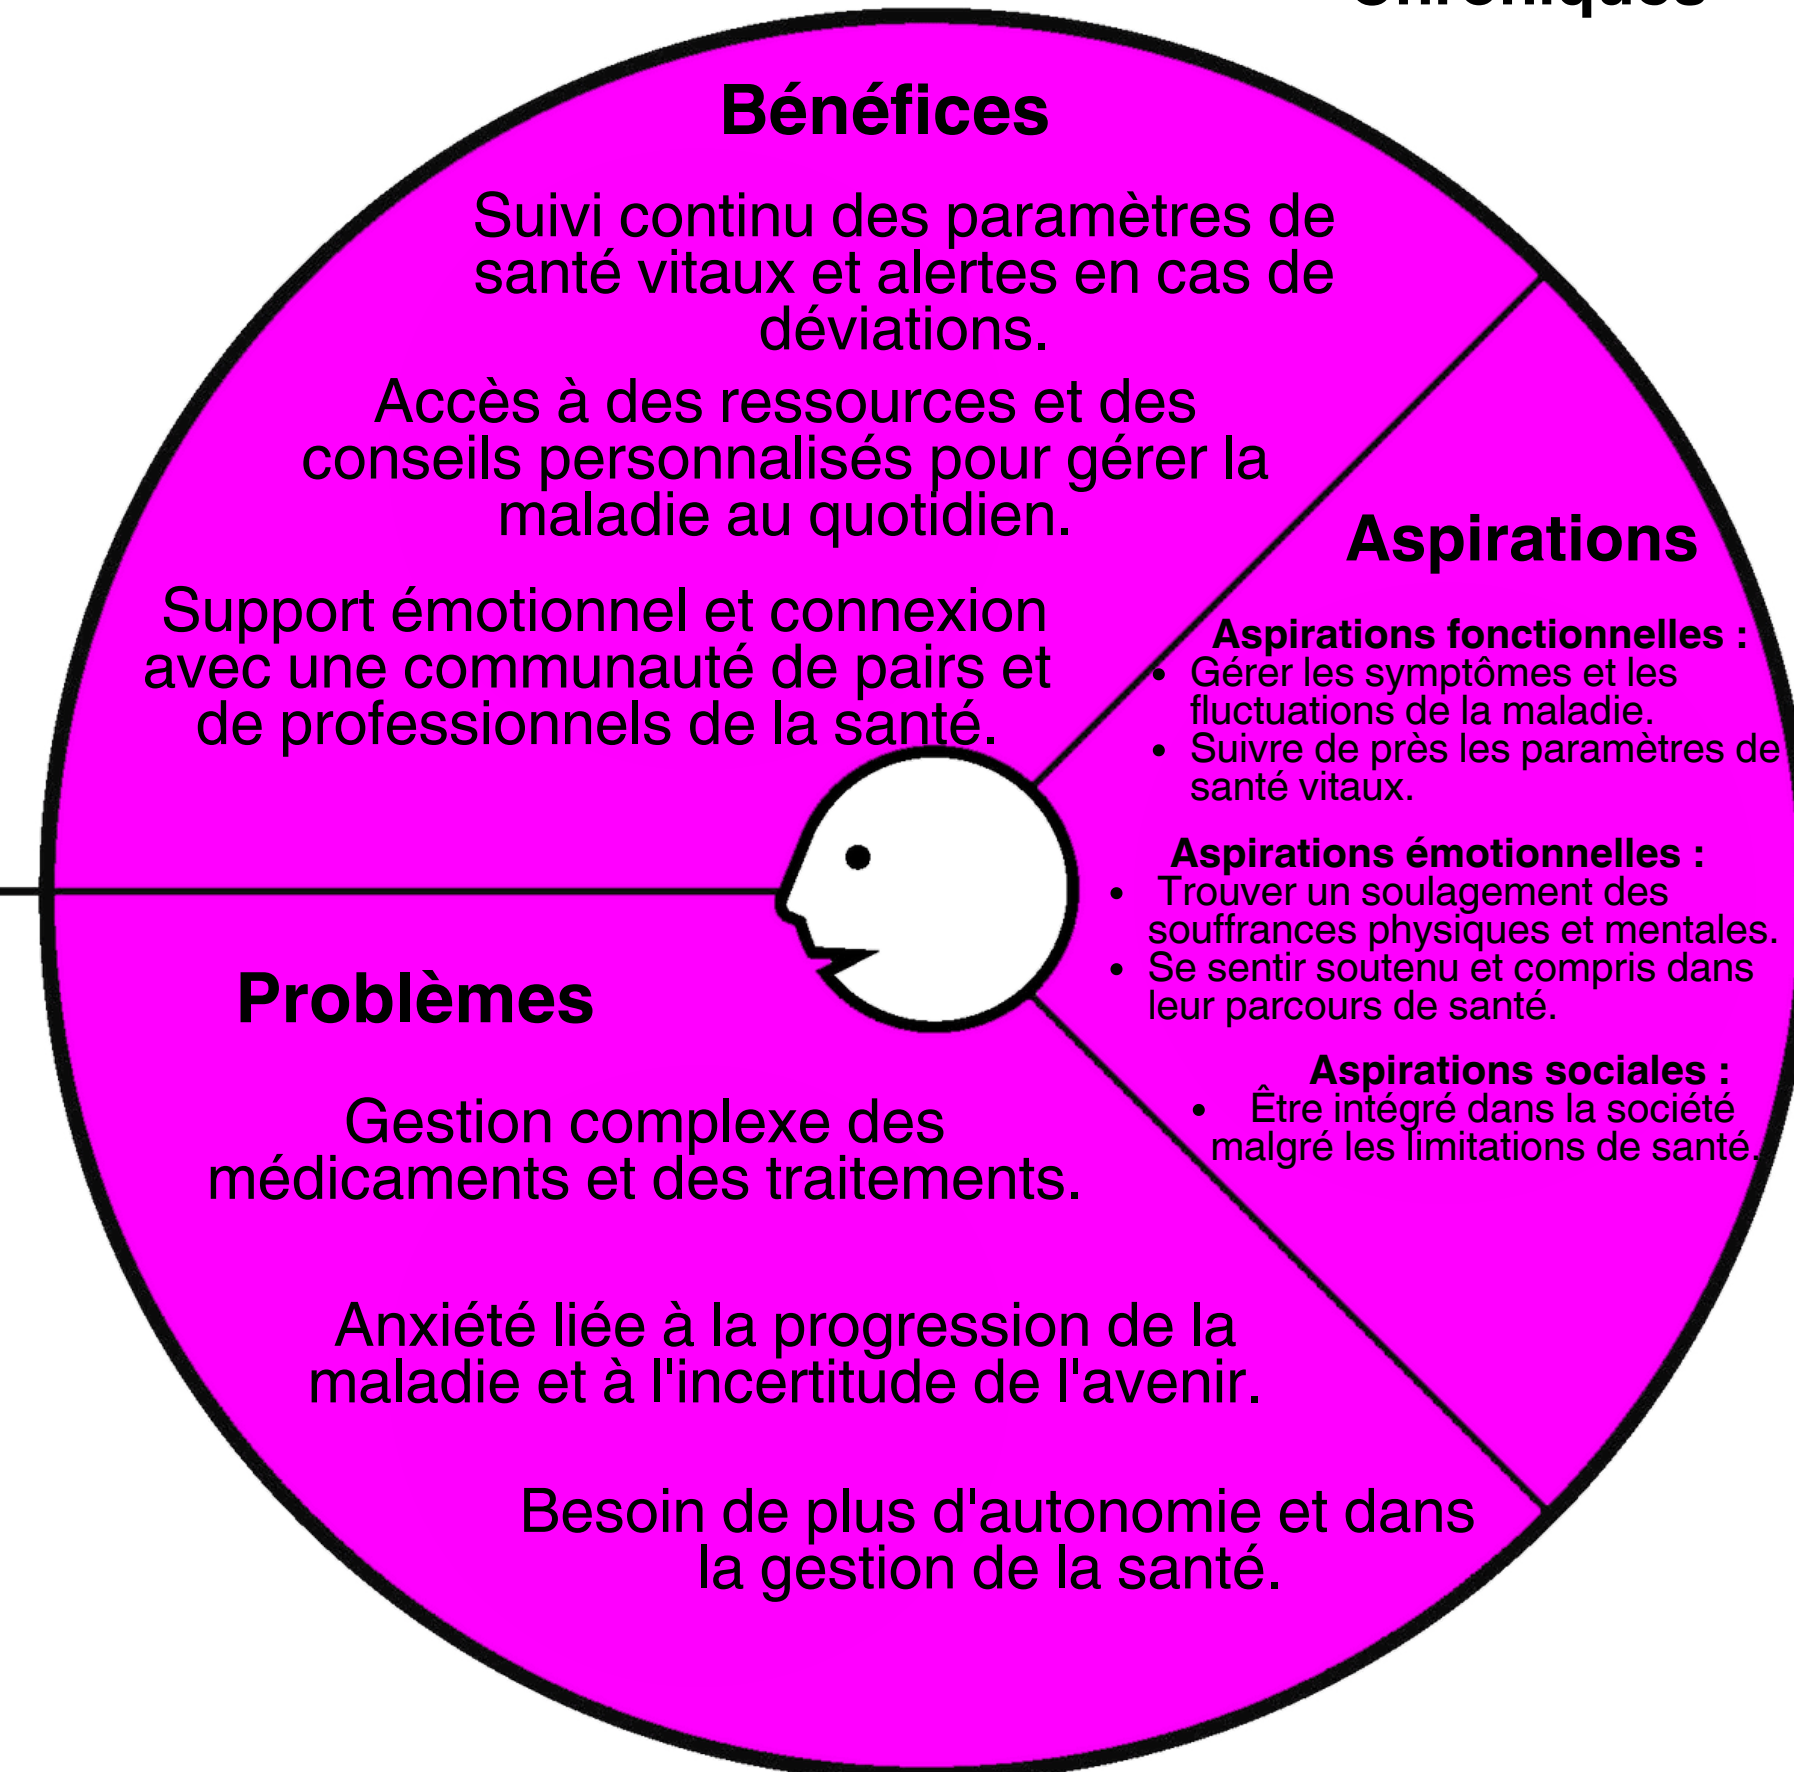 Chroniques
Bénéfices
Suivi continu des paramètres de
santé vitaux et alertes en cas de
déviations.
Accès à des ressources et des
conseils personnalisés pour gérer la
maladie au quotidien.
Support émotionnel et connexion
avec une communauté de pairs et
de professionnels de la santé.
Aspirations
Aspirations fonctionnelles :
• Gérer les symptômes et les
fluctuations de la maladie.
• Suivre de près les paramètres de
santé vitaux.
Aspirations émotionnelles :
• Trouver un soulagement des
souffrances physiques et mentales.
• Se sentir soutenu et compris dans
leur parcours de santé.
Aspirations sociales :
• Être intégré dans la société
malgré les limitations de santé.
Problèmes
Gestion complexe des
médicaments et des traitements.
Anxiété liée à la progression de la
maladie et à l'incertitude de l'avenir.
Besoin de plus d'autonomie et dans
la gestion de la santé.